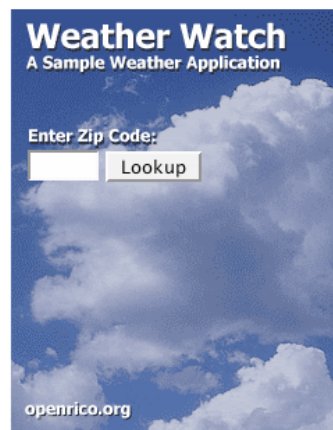 Weather Watch
A Sample Weather Application
Enter Zip Code:
Lookup
openrico.org